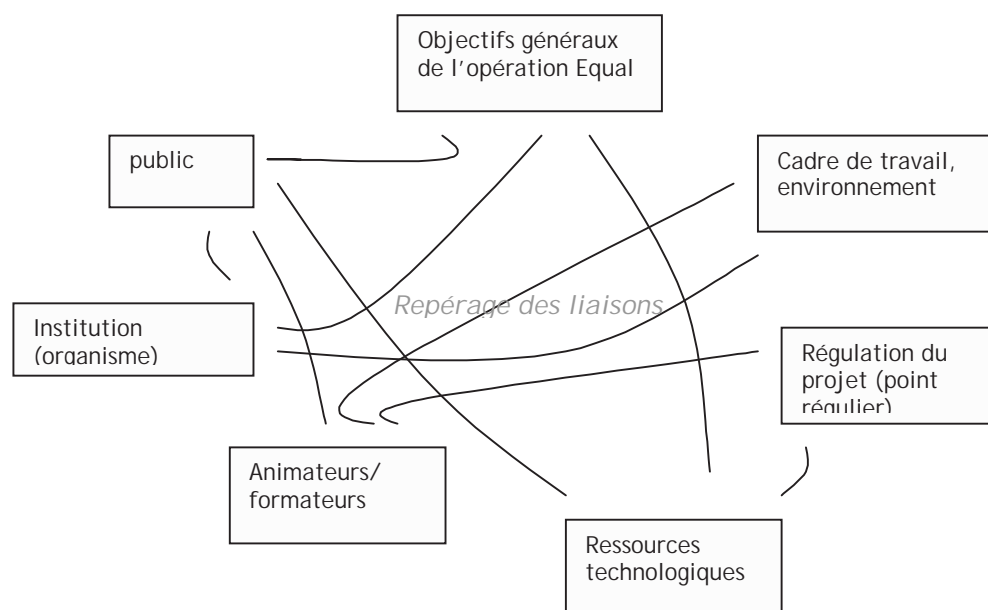 Objectifs généraux
de l'opération Equal
public
Cadre de travail,
environnement
Repérage des liaisons
Institution
(organisme)
Régulation du
projet (point
régulier)
Animateurs/
formateurs
Ressources
technologiques